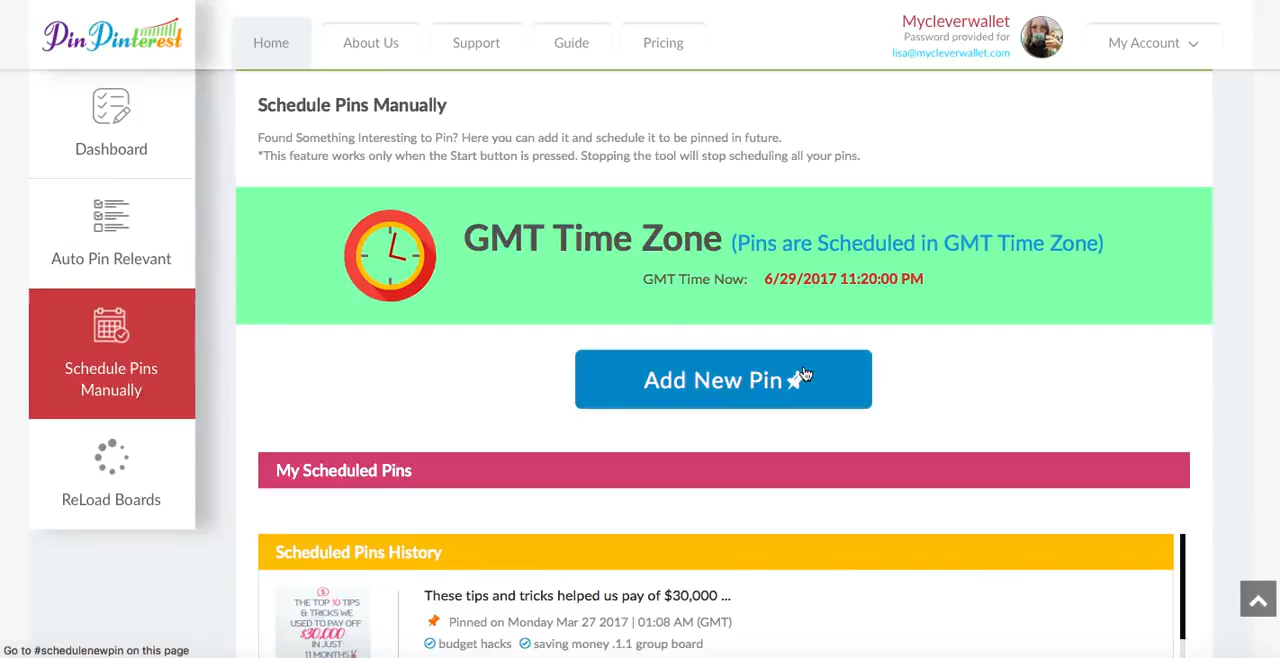 PinPinterest
Home
About Us
Support
Guide
Pricing
Mycleverwallet
Password provided for
lisa@mycleverwallet.com
My Account
Dashboard
Auto Pin Relevant
Schedule Pins
Manually
ReLoad Boards
Schedule Pins Manually
Found Something Interesting to Pin? Here you can add it and schedule it to be pinned in future.
*This feature works only when the Start button is pressed. Stopping the tool will stop scheduling all your pins.
GMT Time Zone (Pins are Scheduled in GMT Time Zone)
GMT Time Now: 6/29/2017 11:20:00 PM
Add New Pin
My Scheduled Pins
Scheduled Pins History
THE TOP 10 TIPS
& TRICKS WE
USED TO PAY OFF
$30,000
IN JUST
11 MONTHS
These tips and tricks helped us pay of $30,000 ...
Pinned on Monday Mar 27 2017 | 01:08 AM (GMT)
budget hacks saving money .1.1 group board
Go to #schedulenewpin on this page